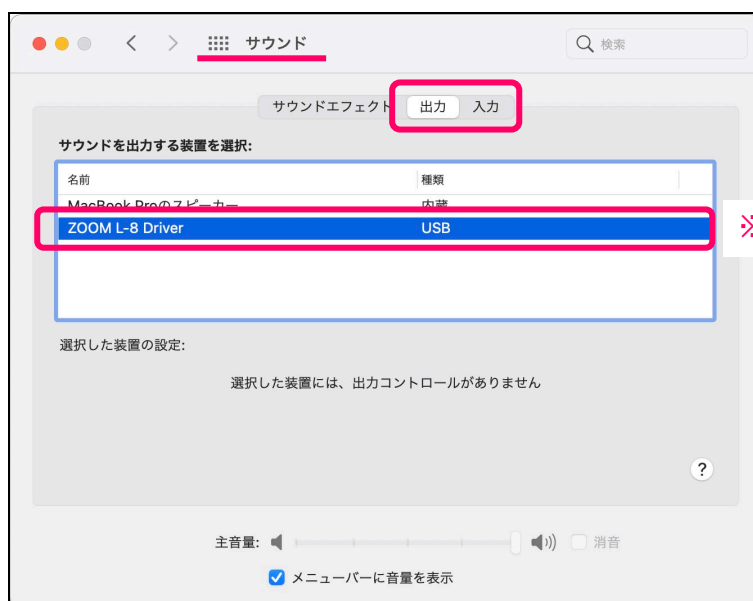 サウンド
検索
サウンドエフェクト 出力 入力
サウンドを出力する装置を選択:
名前 種類
MacBook Proのスピーカー 内蔵
ZOOM L-8 Driver USB
※
選択した装置の設定:
選択した装置には、出力コントロールがありません
?
主音量: 消音
メニューバーに音量を表示